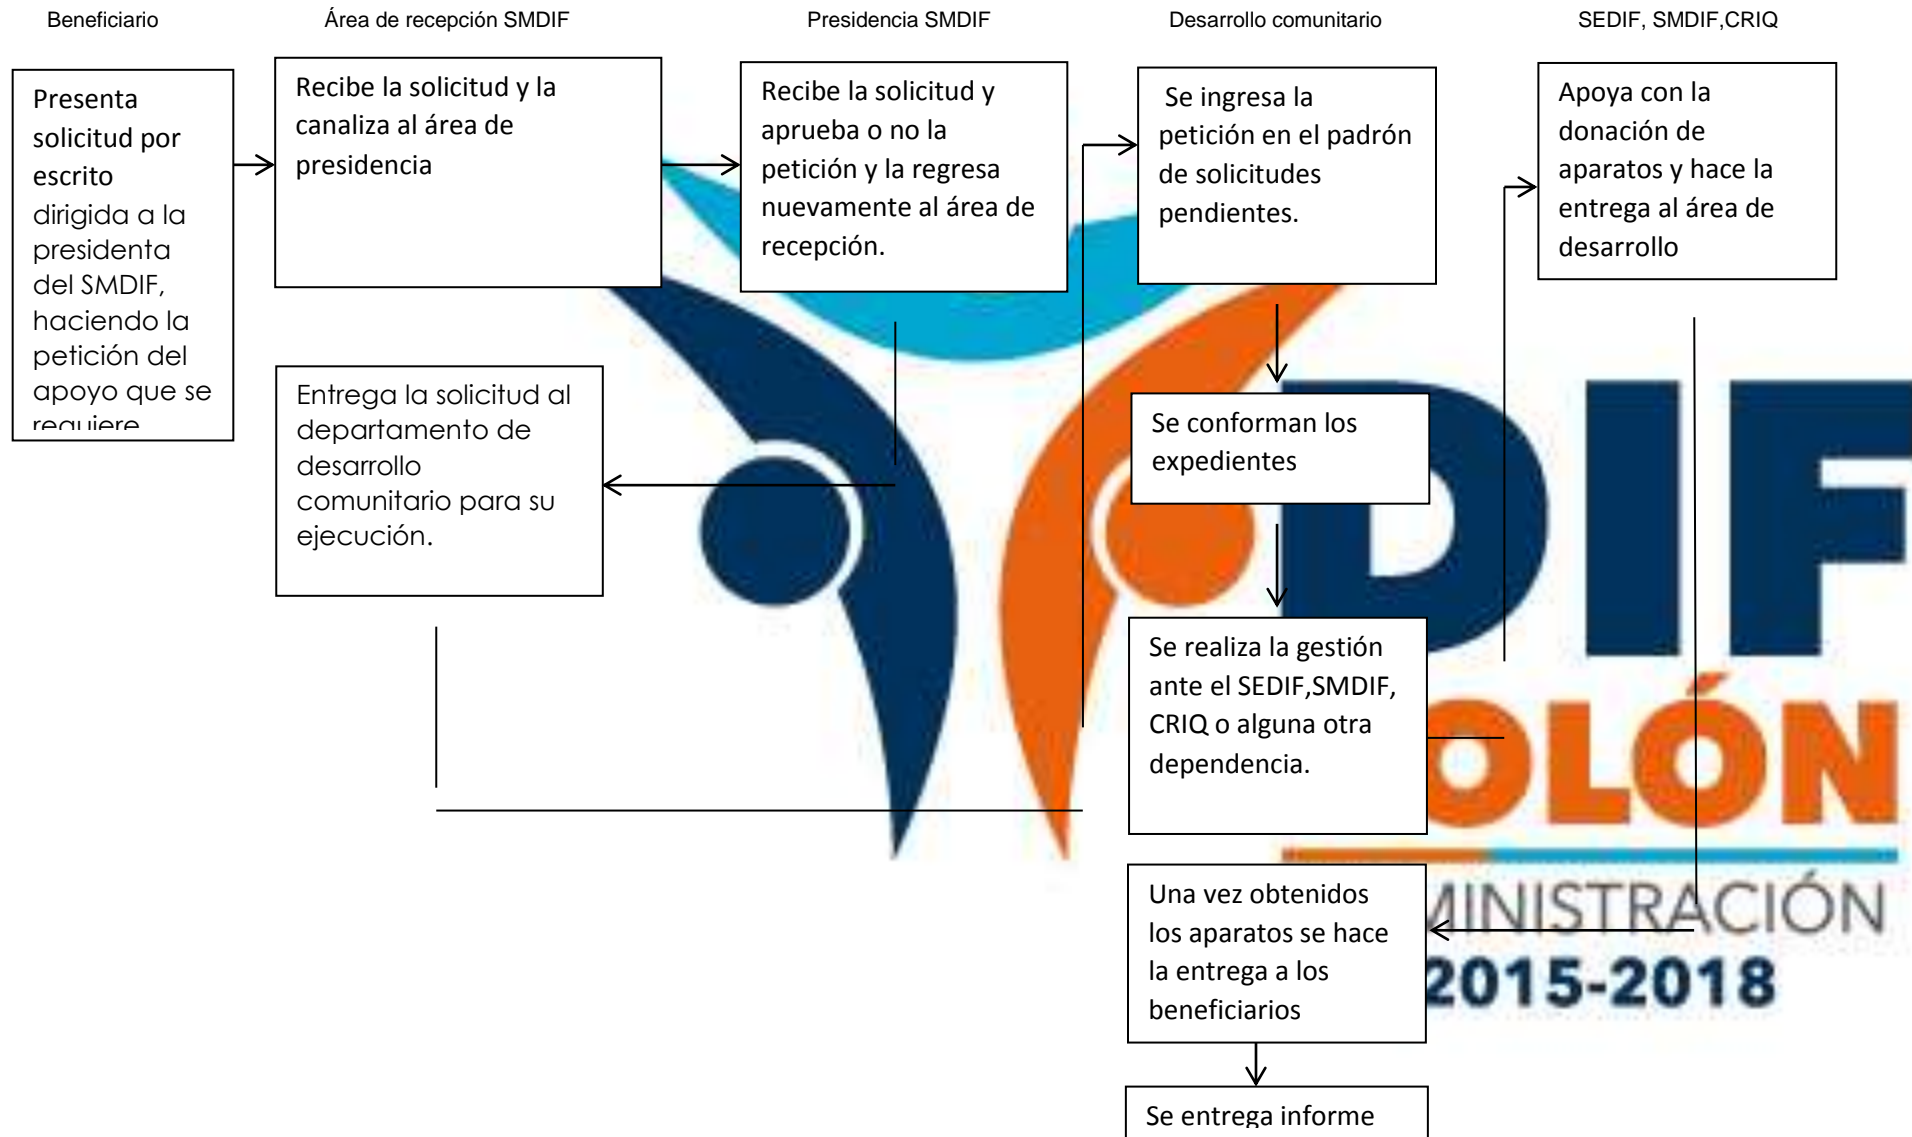 Beneficiario
Área de recepción SMDIF
Presidencia SMDIF
Desarrollo comunitario
SEDIF, SMDIF,CRIQ
Presenta
solicitud por
escrito
dirigida a la
presidenta
del SMDIF,
haciendo la
petición del
apoyo que se
requiere
Recibe la solicitud y la
canaliza al área de
presidencia
Recibe la solicitud y
aprueba o no la
petición y la regresa
nuevamente al área de
recepción.
Se ingresa la
petición en el padrón
de solicitudes
pendientes.
Apoya con la
donación de
aparatos y hace la
entrega al área de
desarrollo
Entrega la solicitud al
departamento de
desarrollo
comunitario para su
ejecución.
Se conforman los
expedientes
Se realiza la gestión
ante el SEDIF,SMDIF,
CRIQ o alguna otra
dependencia.
Una vez obtenidos
los aparatos se hace
la entrega a los
beneficiarios
Se entrega informe
DIF
OLÓN
MINISTRACIÓN
2015-2018